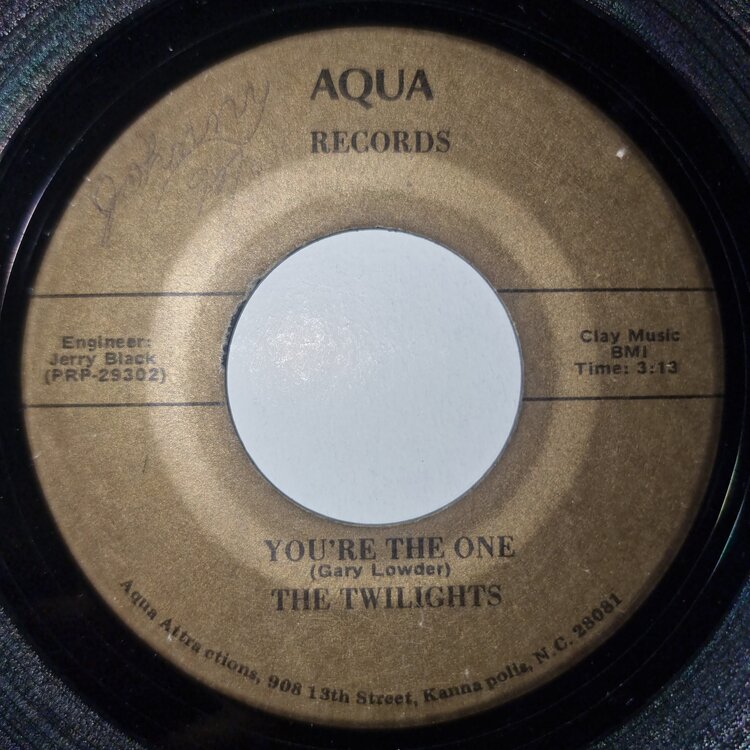 AQUA
RECORDS
Johnny
Engineer:
Jerry Black
(PRP-29302)
Clay Music
BMI
Time: 3:13
YOU'RE THE ONE
(Gary Lowder)
THE TWILIGHTS
Aqua Attractions, 908 13th Street, Kannapolis, N.C. 28081